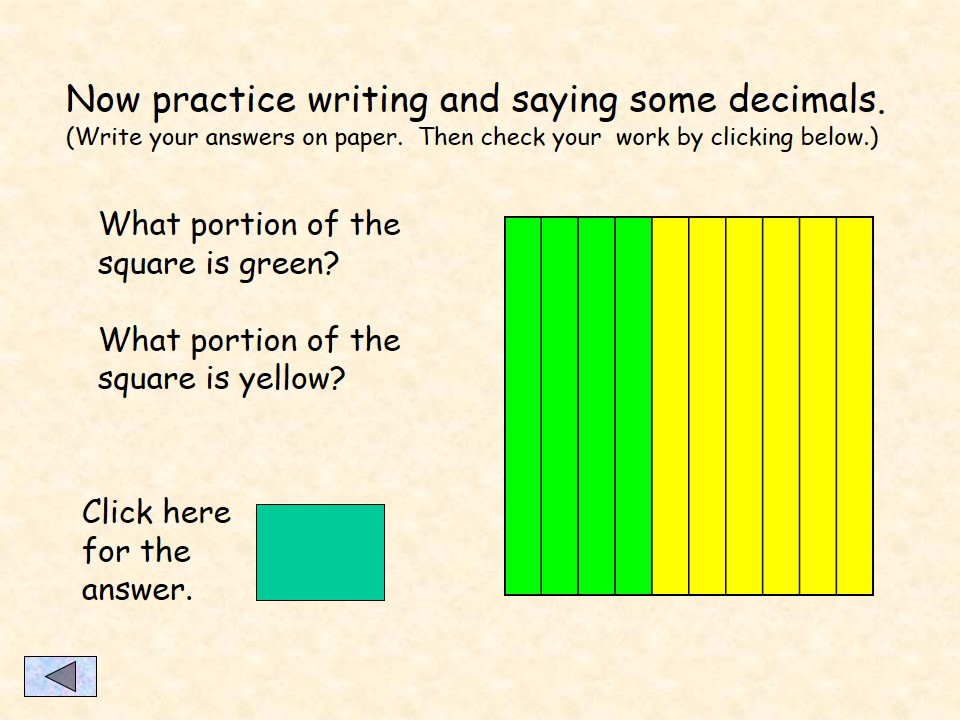 Now practice writing and saying some decimals.
(Write your answers on paper.  Then check your  work by clicking below.)
What portion of the
square is green?
What portion of the
square is yellow?
Click here
for the
answer.